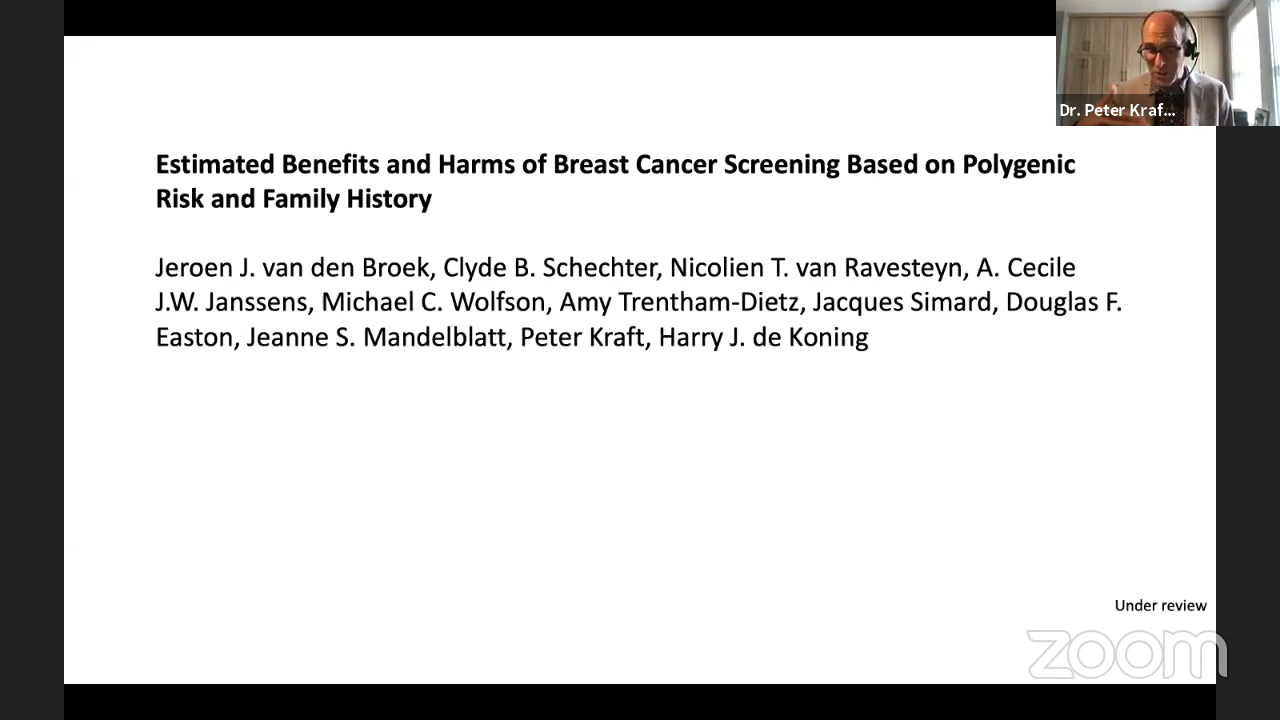 Dr. Peter Kraf...
Estimated Benefits and Harms of Breast Cancer Screening Based on Polygenic
Risk and Family History
Jeroen J. van den Broek, Clyde B. Schechter, Nicolien T. van Ravesteyn, A. Cecile
J.W. Janssens, Michael C. Wolfson, Amy Trentham-Dietz, Jacques Simard, Douglas F.
Easton, Jeanne S. Mandelblatt, Peter Kraft, Harry J. de Koning
Under review
zoom